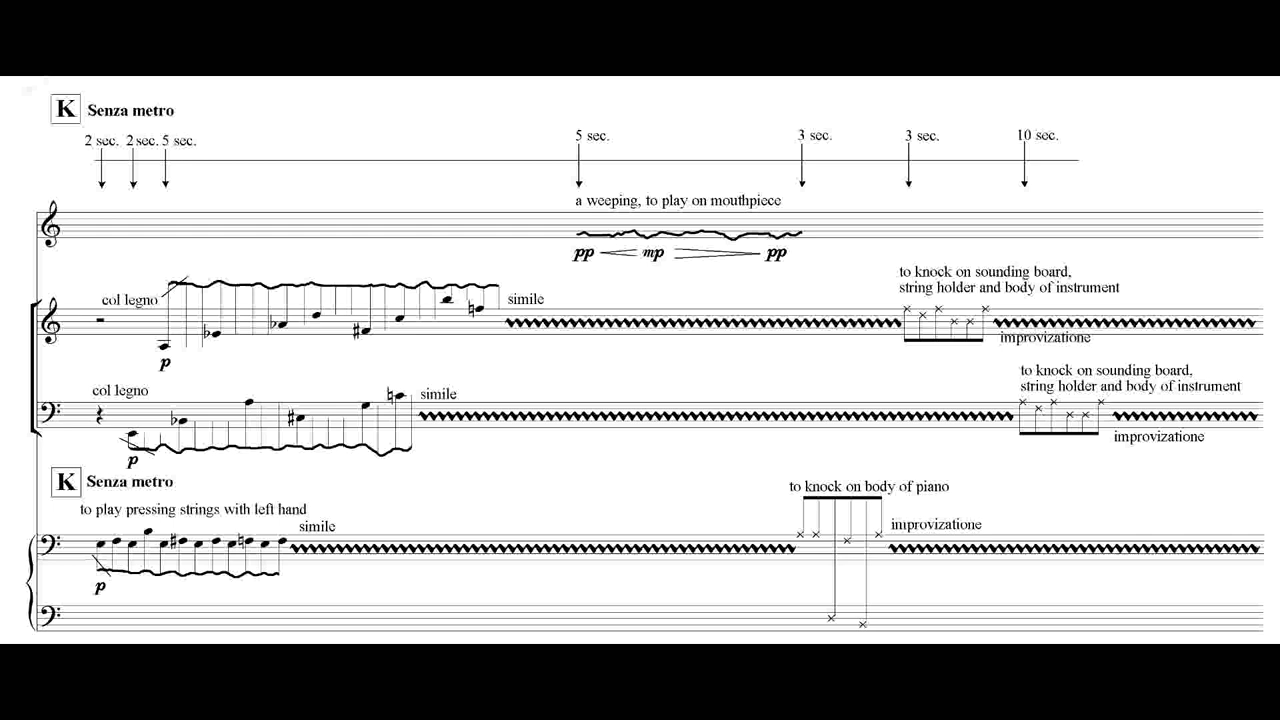 K Senza metro
2 sec. 2 sec. 5 sec. 5 sec. 3 sec. 3 sec. 10 sec.
a weeping, to play on mouthpiece
pp mp pp
to knock on sounding board,
string holder and body of instrument
col legno simile
improvizatione
p
to knock on sounding board,
string holder and body of instrument
col legno simile
improvizatione
p
K Senza metro
to knock on body of piano
to play pressing strings with left hand
simile improvizatione
p